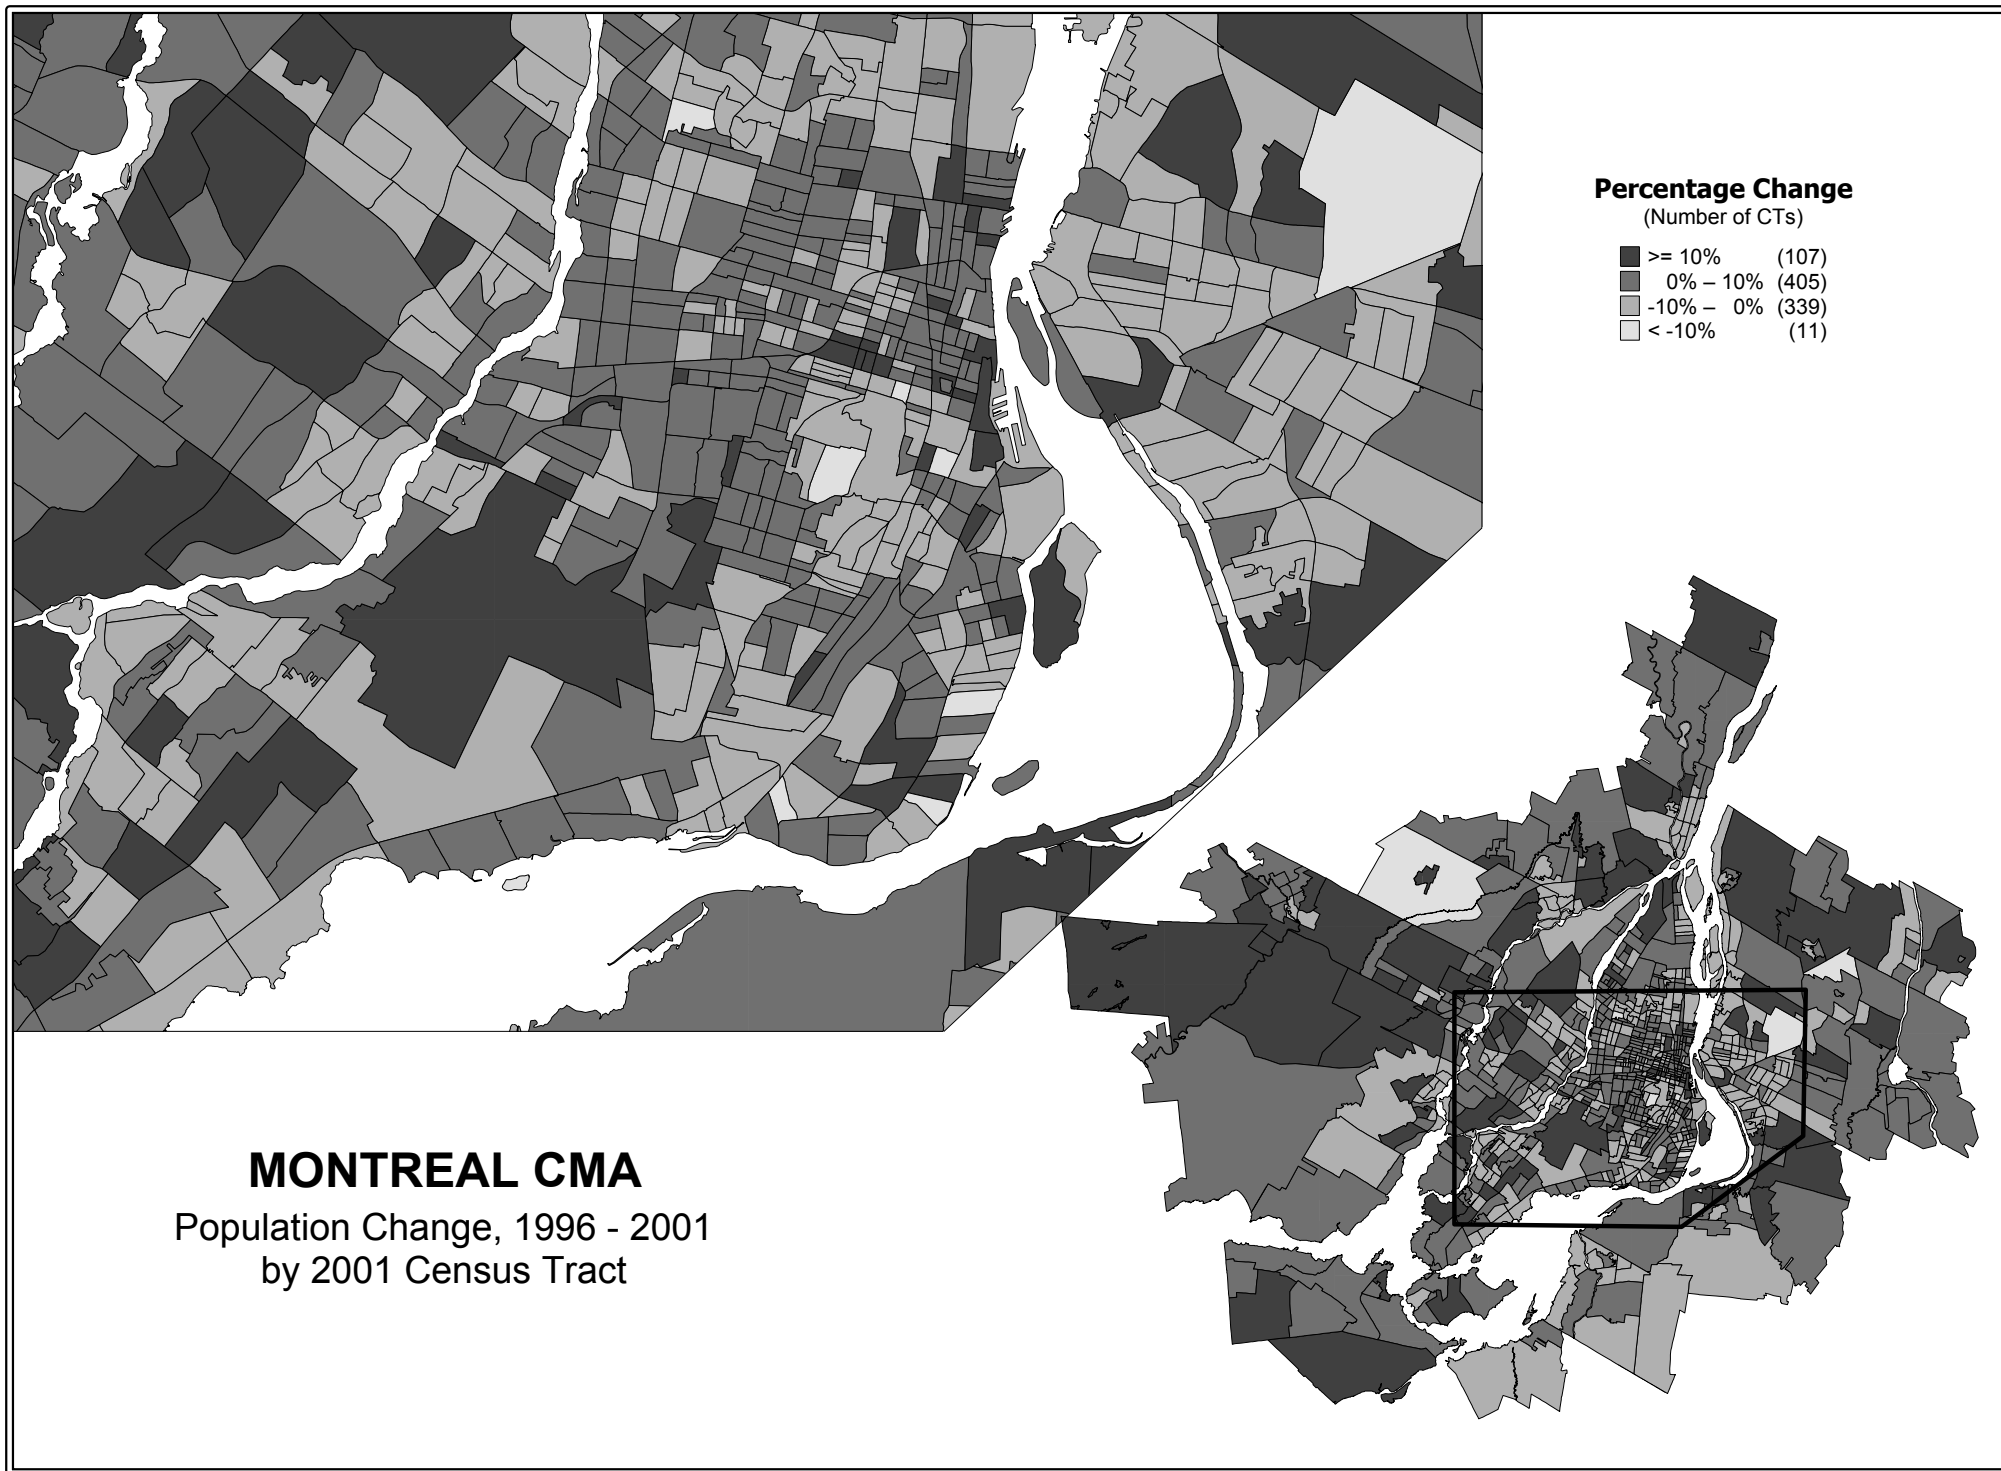 Percentage Change
(Number of CTs)
>= 10% (107)
0% – 10% (405)
-10% – 0% (339)
< -10% (11)
MONTREAL CMA
Population Change, 1996 - 2001
by 2001 Census Tract